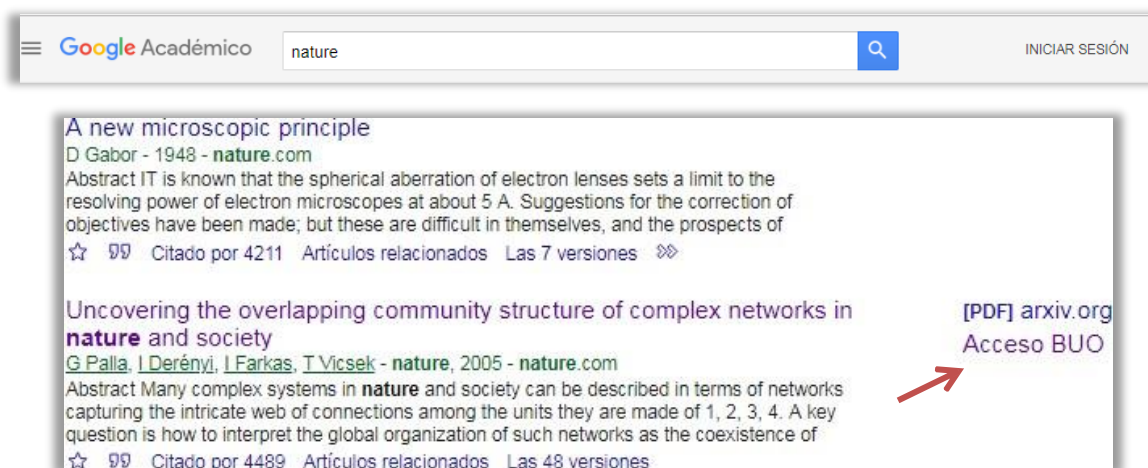 Google Académico
nature
INICIAR SESIÓN
A new microscopic principle
D Gabor - 1948 - nature.com
Abstract IT is known that the spherical aberration of electron lenses sets a limit to the
resolving power of electron microscopes at about 5 A. Suggestions for the correction of
objectives have been made; but these are difficult in themselves, and the prospects of
Citado por 4211 Artículos relacionados Las 7 versiones
Uncovering the overlapping community structure of complex networks in
nature and society
[PDF] arxiv.org
Acceso BUO
G Palla, I Derényi, I Farkas, T Vicsek - nature, 2005 - nature.com
Abstract Many complex systems in nature and society can be described in terms of networks
capturing the intricate web of connections among the units they are made of 1, 2, 3, 4. A key
question is how to interpret the global organization of such networks as the coexistence of
Citado por 4489 Artículos relacionados Las 48 versiones